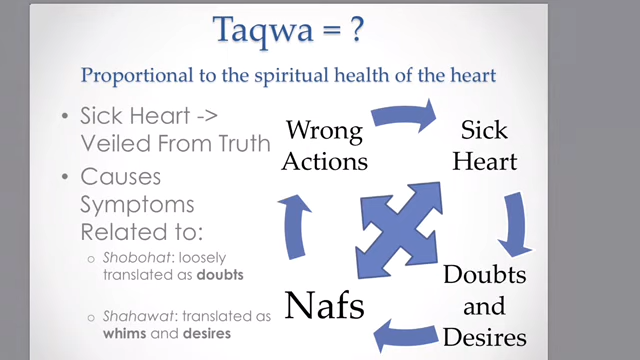 Taqwa = ?
Proportional to the spiritual health of the heart
• Sick Heart ->
Veiled From Truth
• Causes
Symptoms
Related to:
o Shobohat: loosely
translated as doubts
o Shahawat: translated as
whims and desires
Wrong
Actions
Sick
Heart
Doubts
and
Desires
Nafs